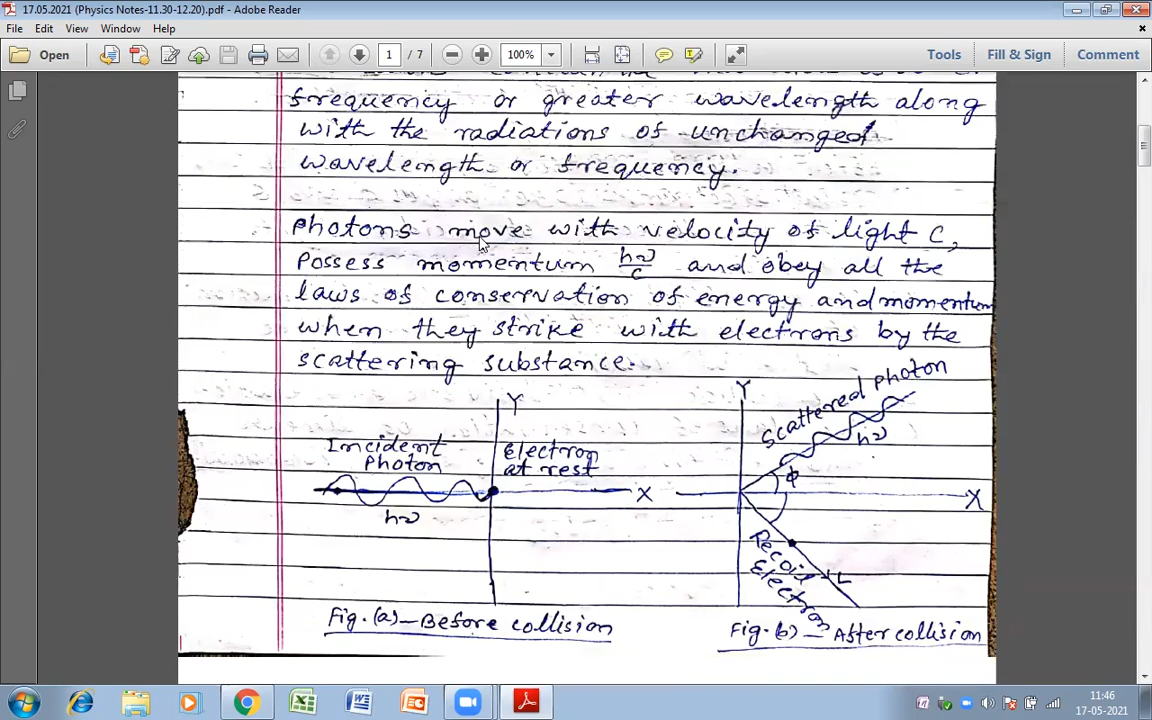 17.05.2021 (Physics Notes-11.30-12.20).pdf - Adobe Reader
File Edit View Window Help
Open 1 / 7 100% Tools Fill & Sign Comment
frequency or greater wavelength along
with the radiations of unchanged
wavelength or frequency.
Photons move with velocity of light C,
Possess momentum hν/c and obey all the
laws of conservation of energy and momentum
when they strike with electrons by the
scattering substance.
Y
Incident
Photon
Electron
at rest
X
hν
Fig.(a)-Before collision
Y
Scattered Photon
hν
φ
X
Recoil
Electron
Fig.(b)- After collision
11:46
17-05-2021